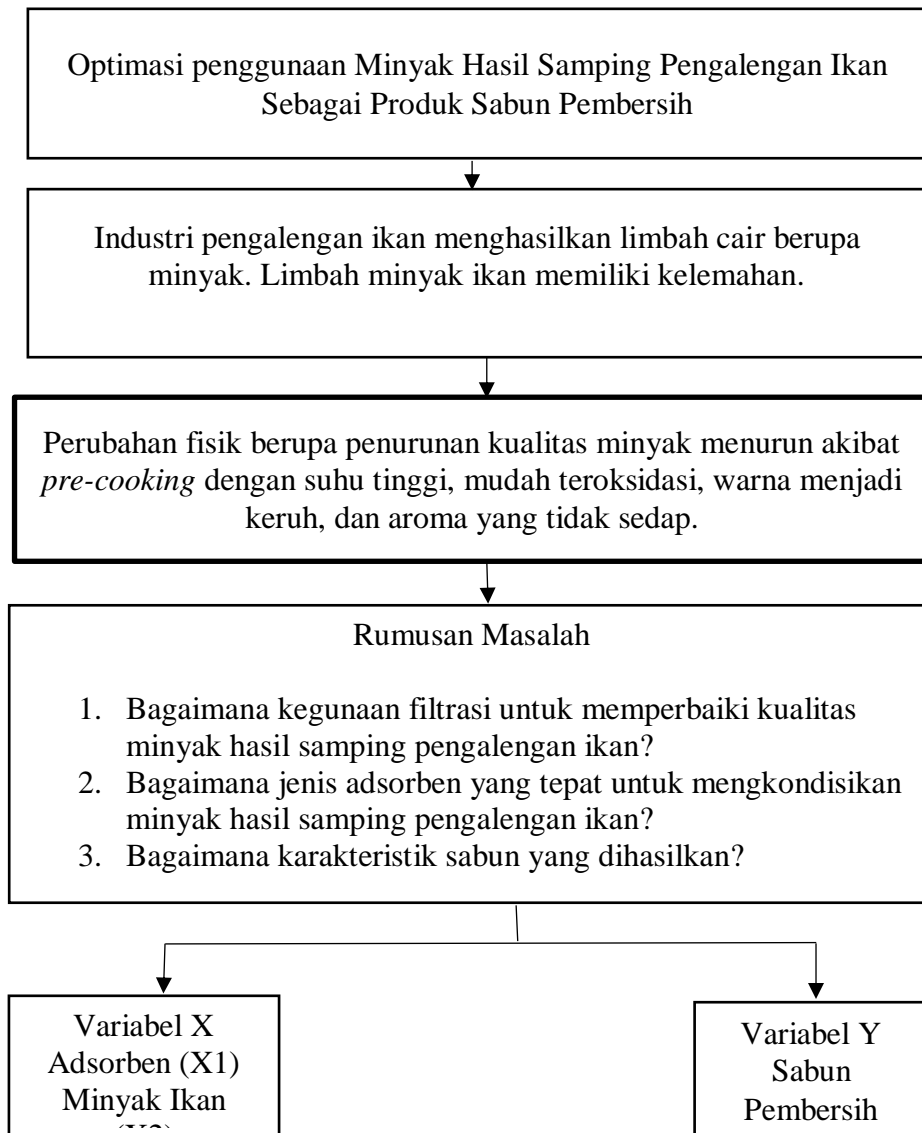 Optimasi penggunaan Minyak Hasil Samping Pengalengan Ikan
Sebagai Produk Sabun Pembersih
Industri pengalengan ikan menghasilkan limbah cair berupa
minyak. Limbah minyak ikan memiliki kelemahan.
Perubahan fisik berupa penurunan kualitas minyak menurun akibat
pre-cooking dengan suhu tinggi, mudah teroksidasi, warna menjadi
keruh, dan aroma yang tidak sedap.
Rumusan Masalah
1. Bagaimana kegunaan filtrasi untuk memperbaiki kualitas
minyak hasil samping pengalengan ikan?
2. Bagaimana jenis adsorben yang tepat untuk mengkondisikan
minyak hasil samping pengalengan ikan?
3. Bagaimana karakteristik sabun yang dihasilkan?
Variabel X
Adsorben (X1)
Minyak Ikan
Variabel Y
Sabun
Pembersih